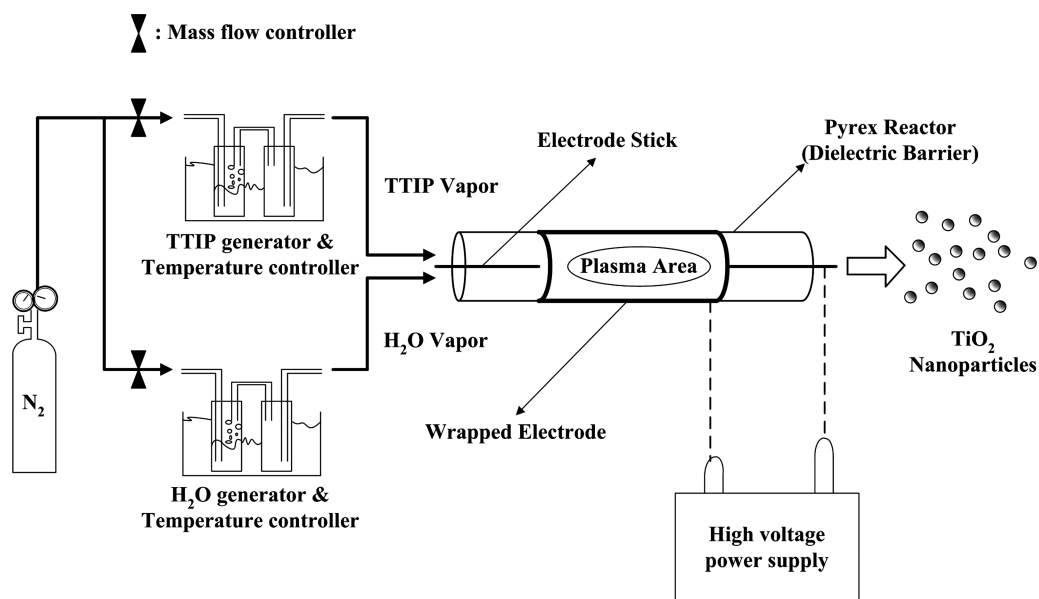 : Mass flow controller
Electrode Stick
Pyrex Reactor
(Dielectric Barrier)
TTIP Vapor
TTIP generator &
Temperature controller
Plasma Area
H₂O Vapor
TiO₂
Nanoparticles
N₂
Wrapped Electrode
H₂O generator &
Temperature controller
High voltage
power supply